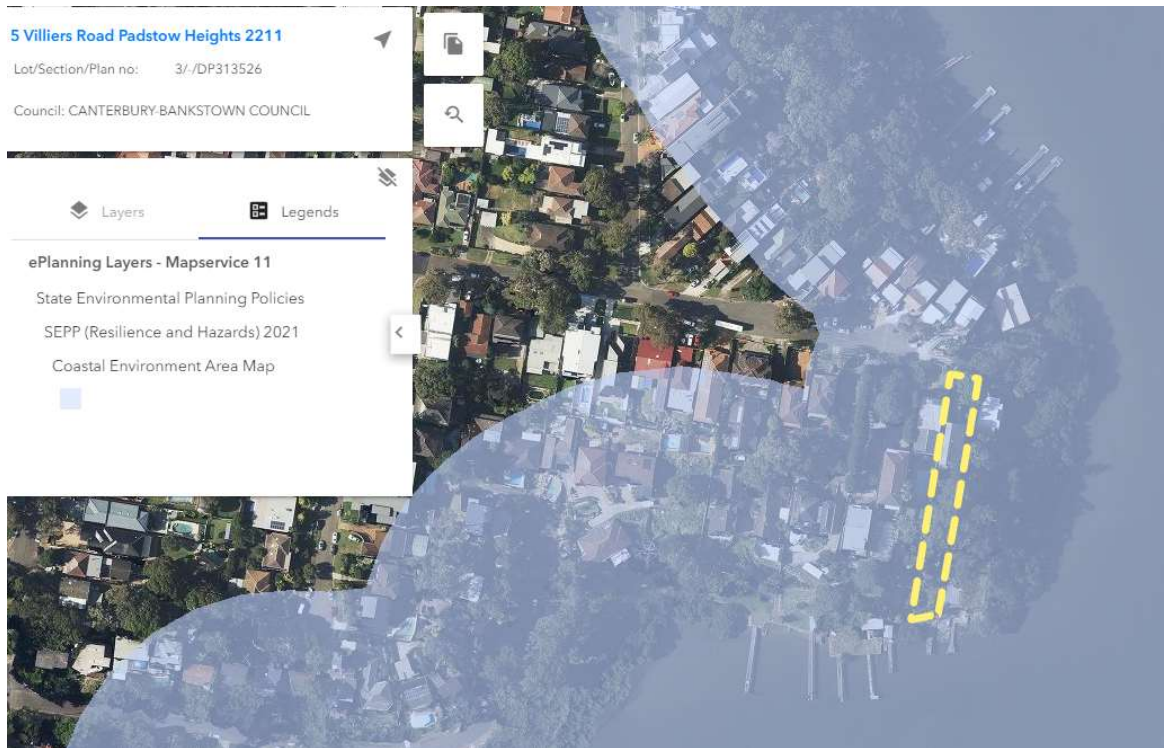 5 Villiers Road Padstow Heights 2211
Lot/Section/Plan no: 3/-/DP313526
Council: CANTERBURY-BANKSTOWN COUNCIL
Layers
Legends
ePlanning Layers - Mapservice 11
State Environmental Planning Policies
SEPP (Resilience and Hazards) 2021
Coastal Environment Area Map